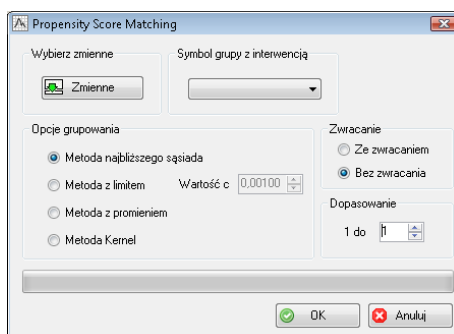 Propensity Score Matching
Wybierz zmienne
Symbol grupy z interwencją
Zmienne
Opcje grupowania
Zwracanie
Metoda najbliższego sąsiada
Ze zwracaniem
Metoda z limitem Wartość c 0,00100
Bez zwracania
Metoda z promieniem
Dopasowanie
Metoda Kernel
1 do 1
OK Anuluj